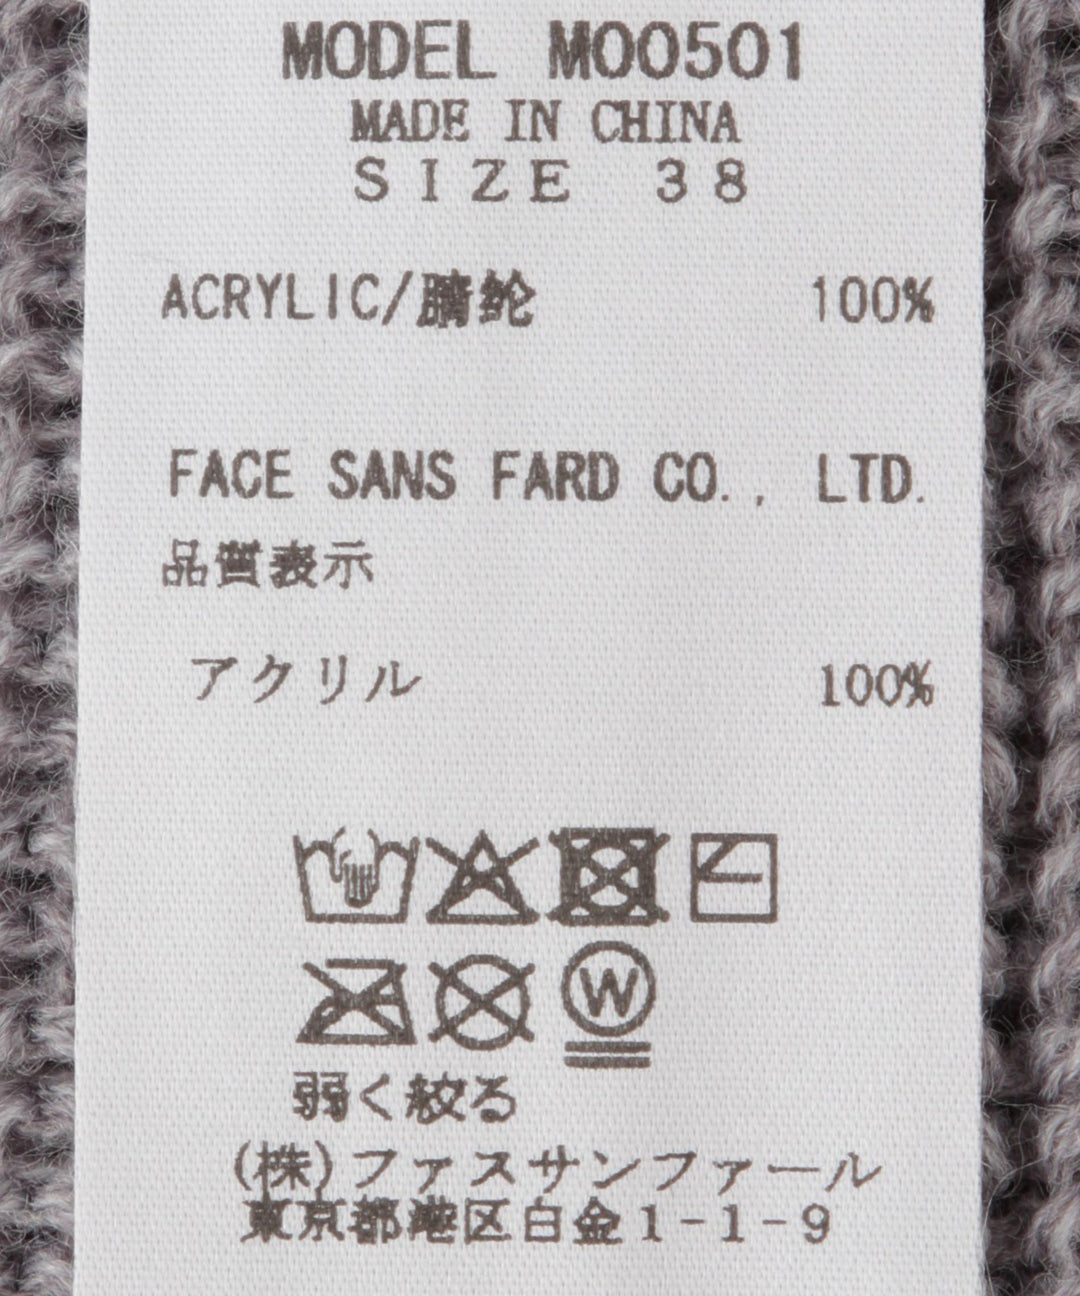 MODEL M00501
MADE IN CHINA
SIZE 38
ACRYLIC/腈纶 100%
FACE SANS FARD CO., LTD.
品質表示
アクリル 100%
W
弱く絞る
(株)ファスサンファール
東京都港区白金1-1-9